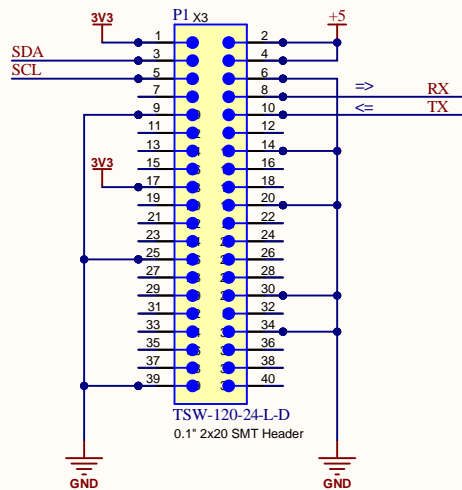 P1 X3
3V3
+5
1 2
SDA 3 4
SCL 5 6
7 8 => RX
9 10 <= TX
11 12
13 14
3V3 15 16
17 18
19 20
21 22
23 24
25 26
27 28
29 30
31 32
33 34
35 36
37 38
39 40
TSW-120-24-L-D
0.1" 2x20 SMT Header
GND GND